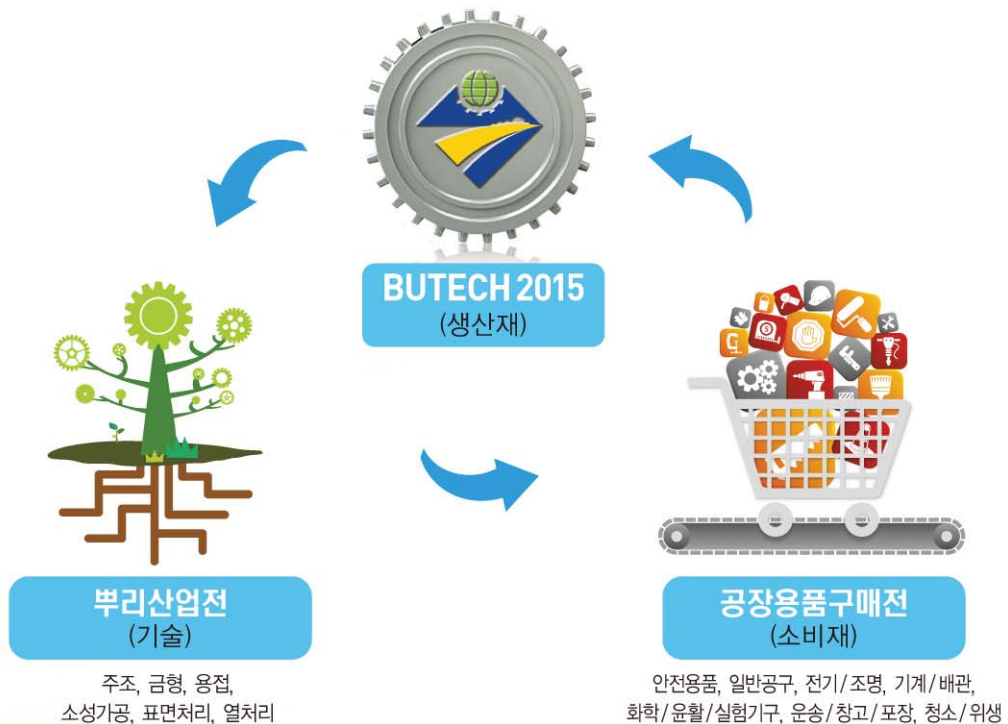 BUTECH 2015
(생산재)
뿌리산업전
(기술)
주조, 금형, 용접,
소성가공, 표면처리, 열처리
공장용품구매전
(소비재)
안전용품, 일반공구, 전기/조명, 기계/배관,
화학/윤활/실험기구, 운송/창고/포장, 청소/위생